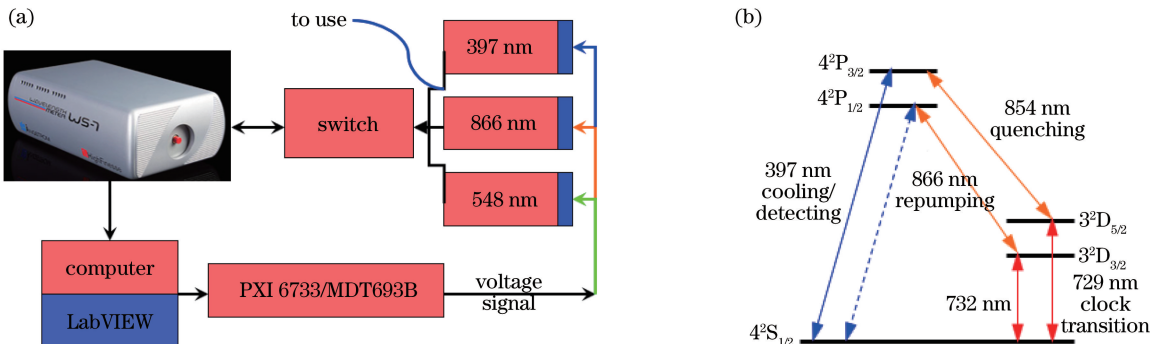 (a)
to use
397 nm
switch
866 nm
548 nm
WS-7
computer
LabVIEW
PXI 6733/MDT693B
voltage
signal
(b)
4²P₃/₂
4²P₁/₂
854 nm
quenching
397 nm
cooling/
detecting
866 nm
repumping
3²D₅/₂
3²D₃/₂
732 nm
729 nm
clock
transition
4²S₁/₂